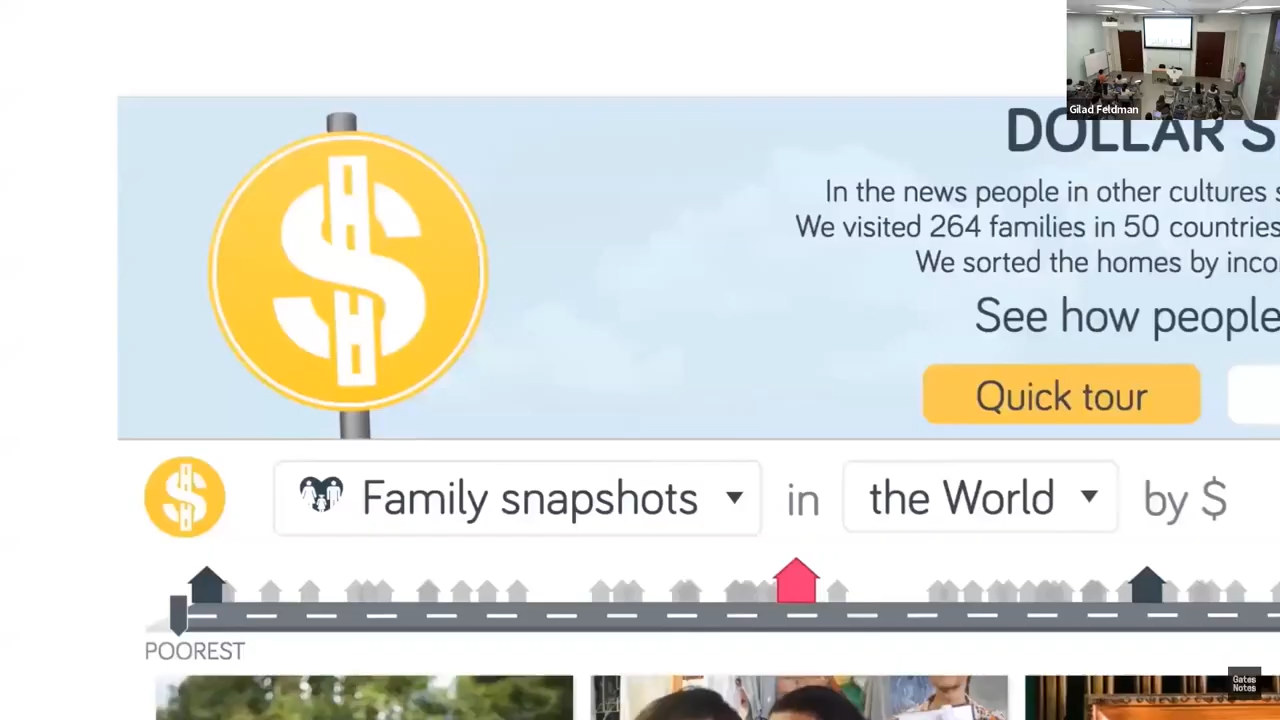 Gilad Feldman
DOLLAR S
In the news people in other cultures s
We visited 264 families in 50 countries
We sorted the homes by inco
See how people
Quick tour
Family snapshots in the World by $
POOREST
Gates
Notes